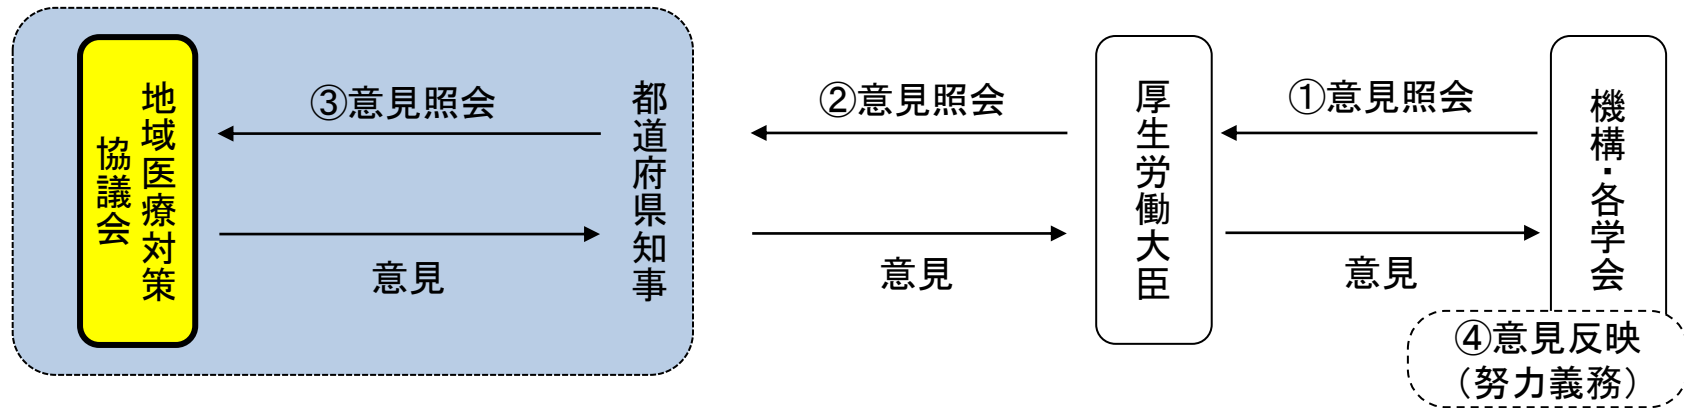 地域医療対策
協議会
③意見照会
意見
都道府県知事
②意見照会
意見
厚生労働大臣
①意見照会
意見
機構・各学会
④意見反映
（努力義務）